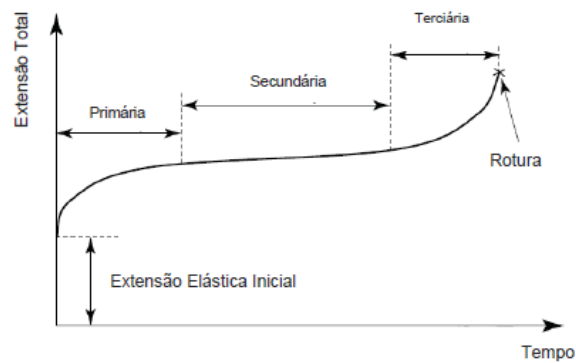 Extensão Total
Terciária
Secundária
Primária
Rotura
Extensão Elástica Inicial
Tempo